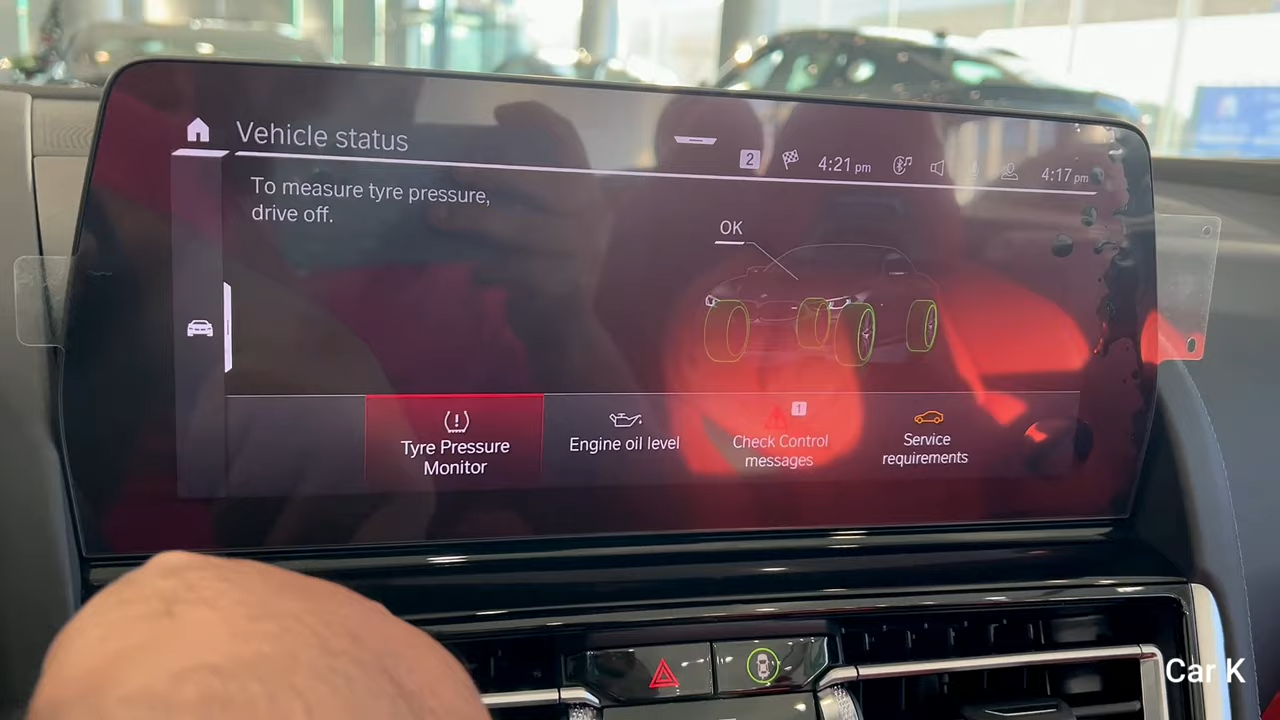 Vehicle status
2
4:21 pm
4:17 pm
To measure tyre pressure,
drive off.
OK
Tyre Pressure
Monitor
Engine oil level
1
Check Control
messages
Service
requirements
Car K